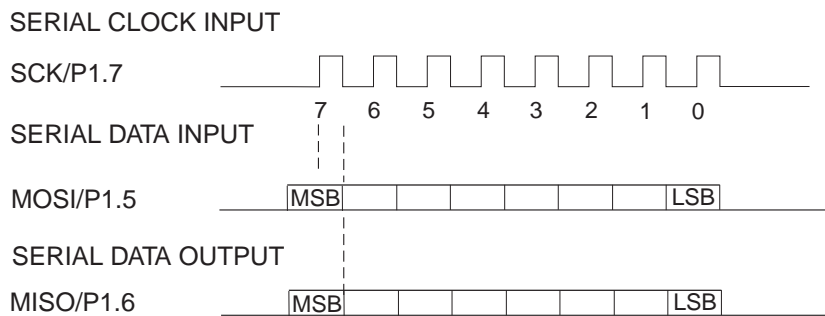 SERIAL CLOCK INPUT
SCK/P1.7
7 6 5 4 3 2 1 0
SERIAL DATA INPUT
MOSI/P1.5 MSB LSB
SERIAL DATA OUTPUT
MISO/P1.6 MSB LSB